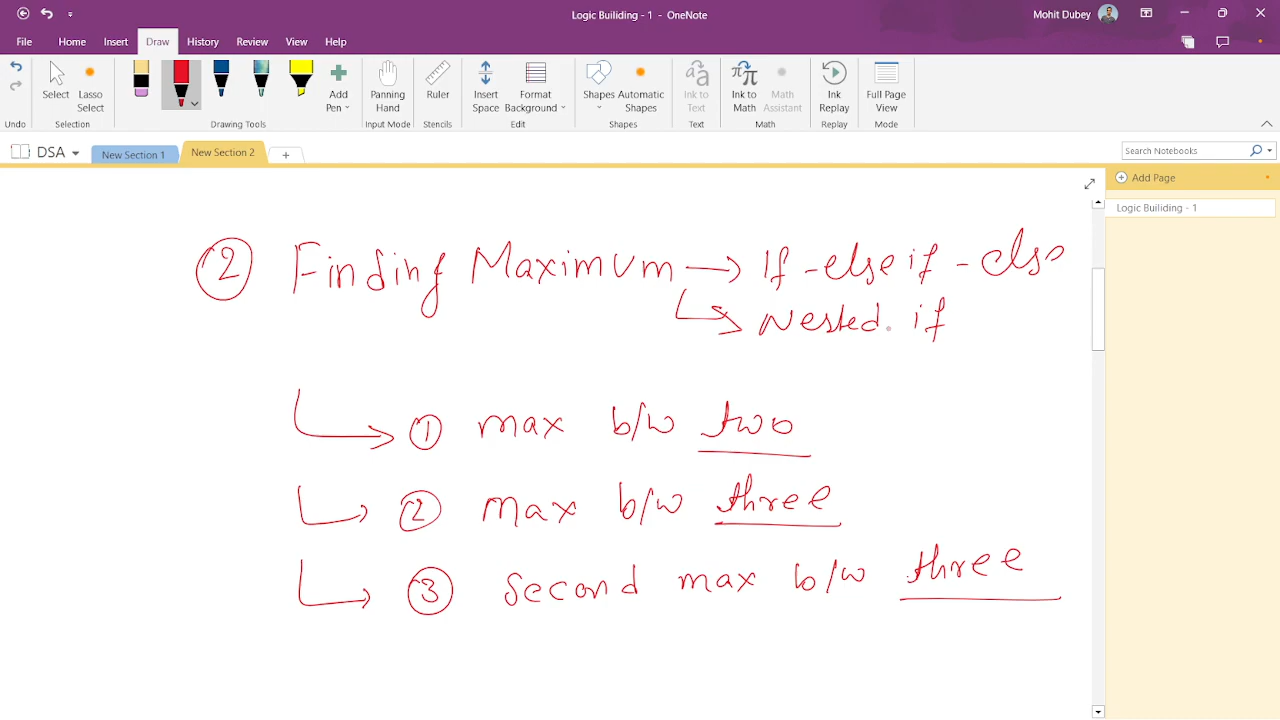 Logic Building - 1 - OneNote
Mohit Dubey
File Home Insert Draw History Review View Help
Undo
Select
Lasso Select
Add Pen
Panning Hand
Ruler
Insert Space
Format Background
Shapes
Automatic Shapes
Ink to Text
Ink to Math
Math Assistant
Ink Replay
Full Page View
Undo Selection Drawing Tools Input Mode Stencils Edit Shapes Text Math Replay Mode
DSA New Section 1 New Section 2 Search Notebooks
Add Page
Logic Builiding - 1
2 Finding Maximum → If - else if - else
→ Nested. if
→ 1 max b/w two
→ 2 max b/w three
→ 3 second max b/w three